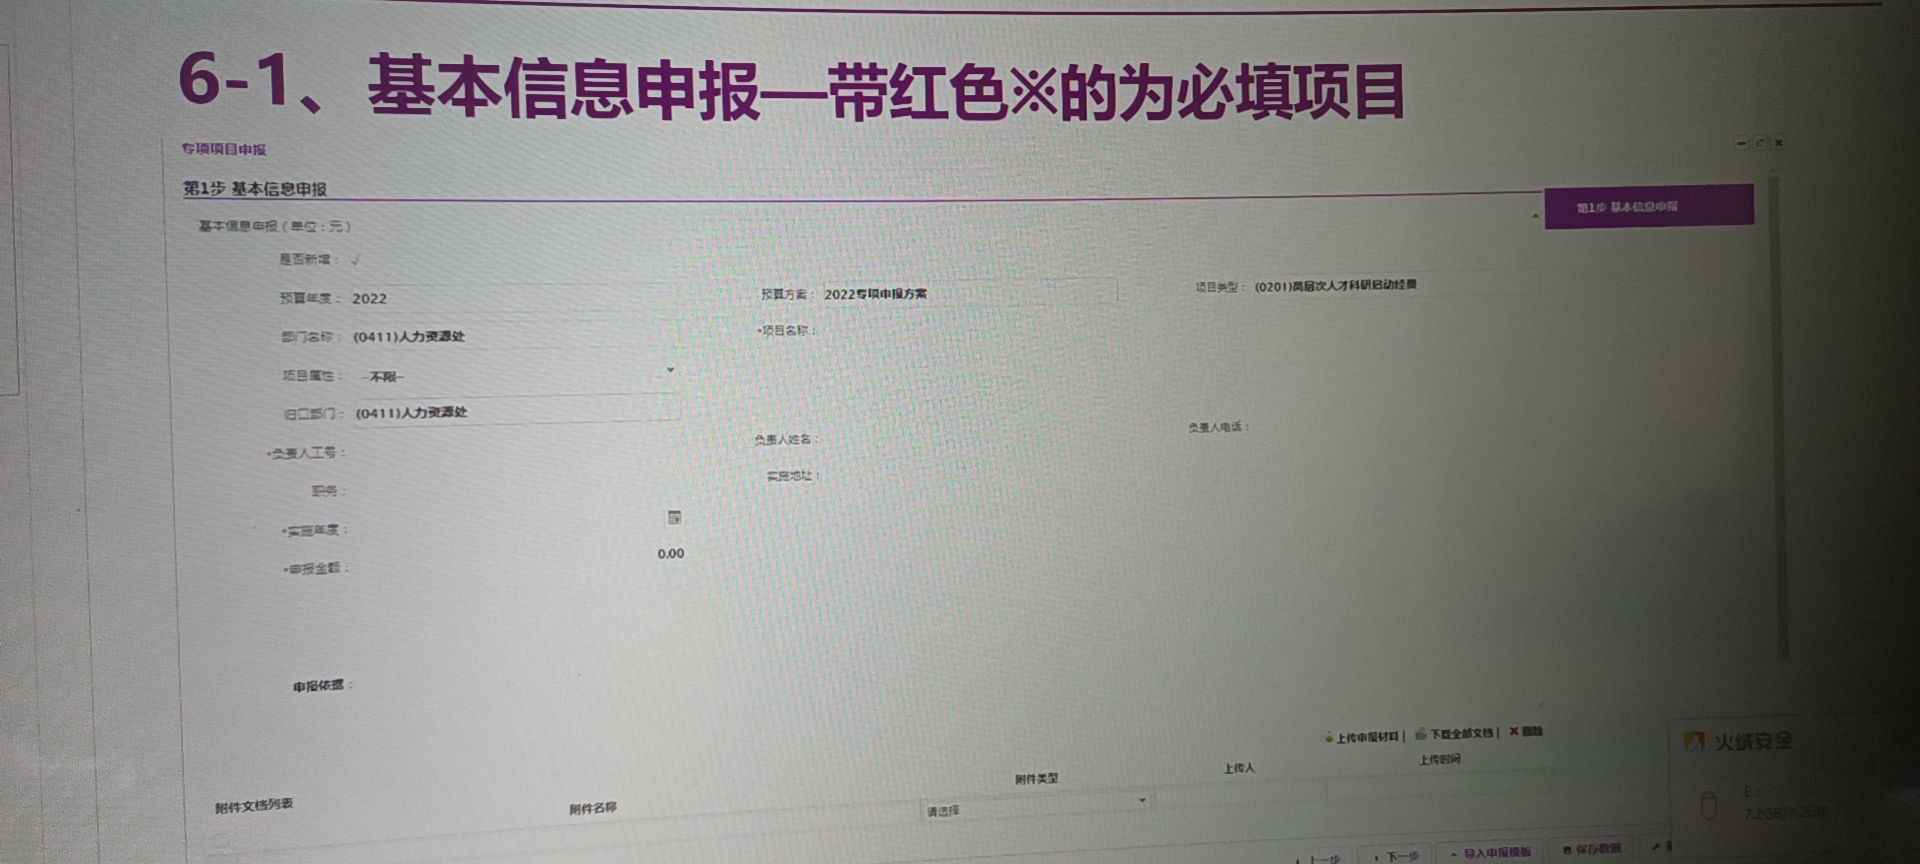 6-1、基本信息申报—带红色※的为必填项目
专项项目申报
第1步 基本信息申报
第1步 基本信息申报
基本信息申报（单位：元）
是否新增： √
预算年度： 2022 预算方案： 2022专项申报方案 项目类型： (0201)高层次人才科研启动经费
部门名称： (0411)人力资源处 *项目名称：
项目属性： --不限--
归口部门： (0411)人力资源处
*负责人工号： 负责人姓名： 负责人电话：
职务： 实施地址：
*实施年度：
*申报金额： 0.00
申报依据：
上传申报材料 | 下载全部文档 | 删除
附件文档列表 附件名称 附件类型 上传人 上传时间
请选择
火绒安全
E:
上一步 下一步 导入申报模板 保存数据